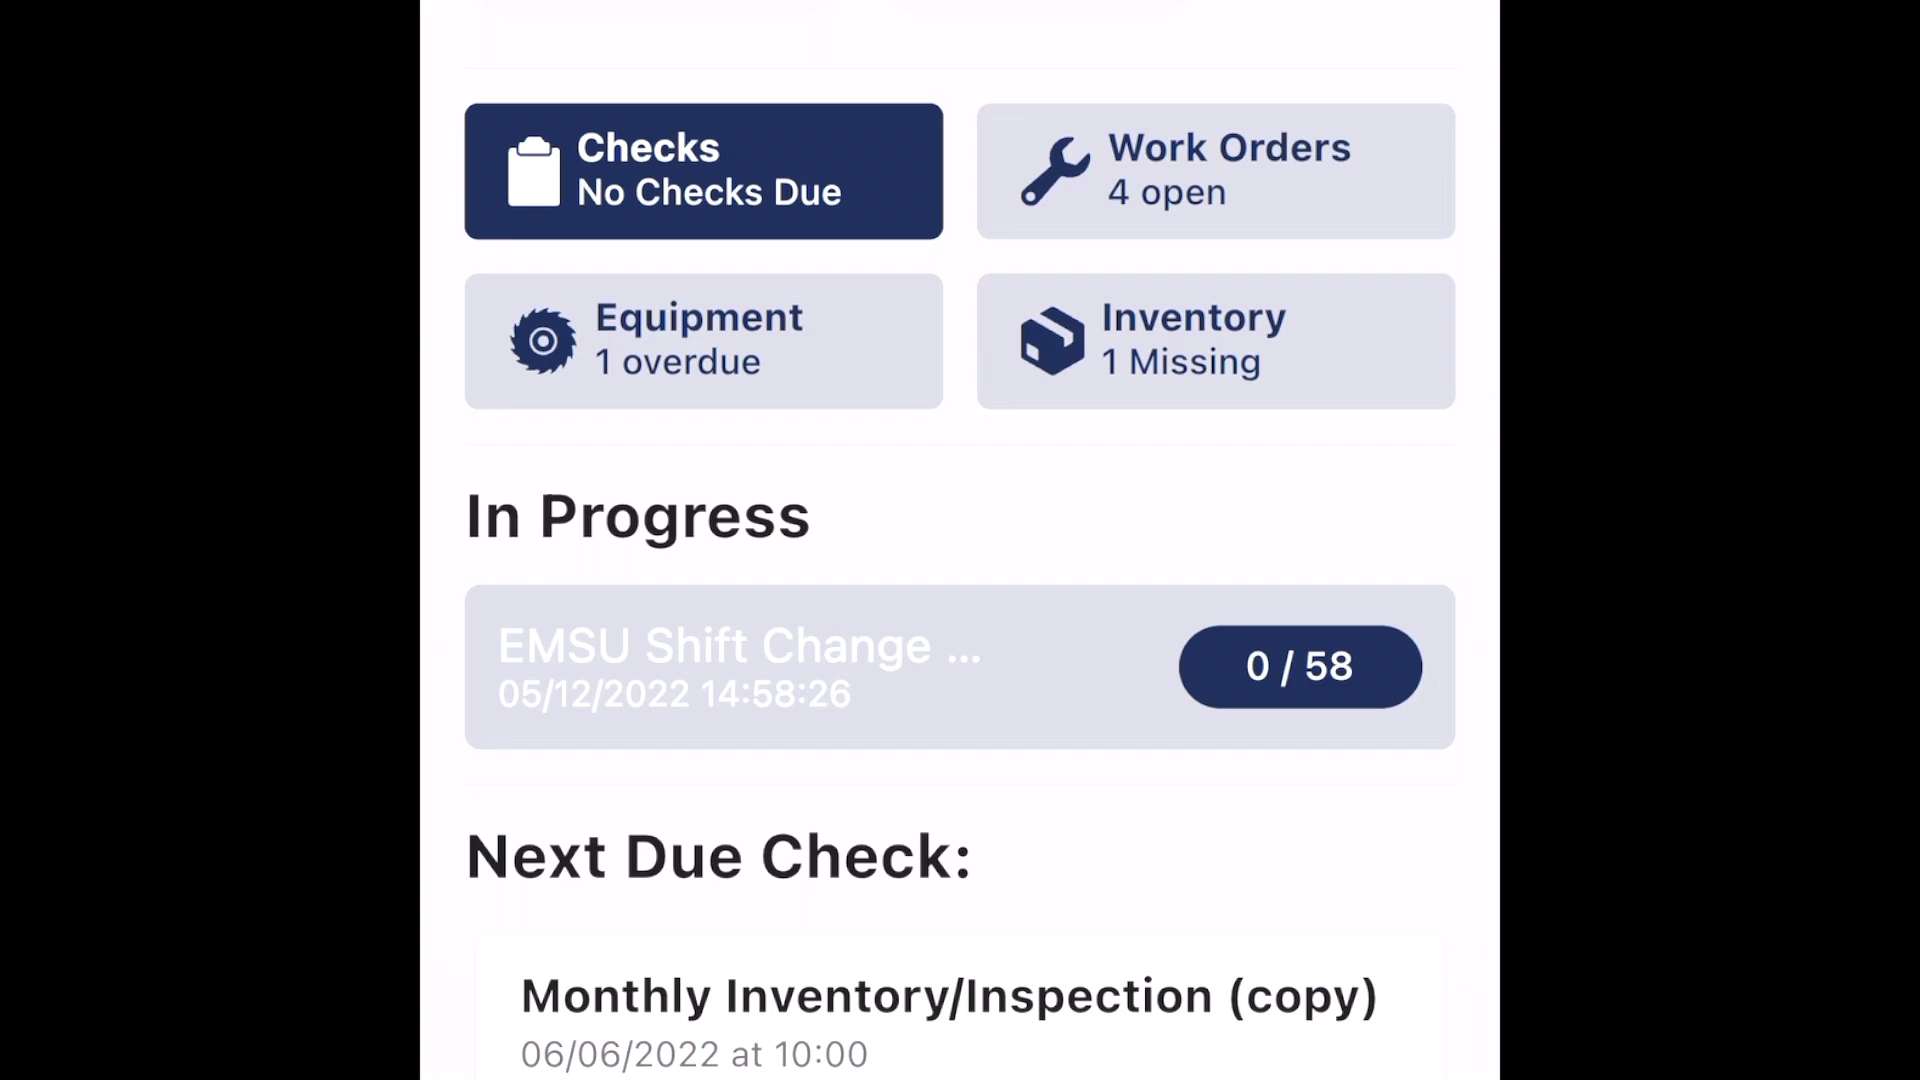 Checks
No Checks Due
Work Orders
4 open
Equipment
1 overdue
Inventory
1 Missing
In Progress
EMSU Shift Change ...
05/12/2022 14:58:26
0 / 58
Next Due Check:
Monthly Inventory/Inspection (copy)
06/06/2022 at 10:00